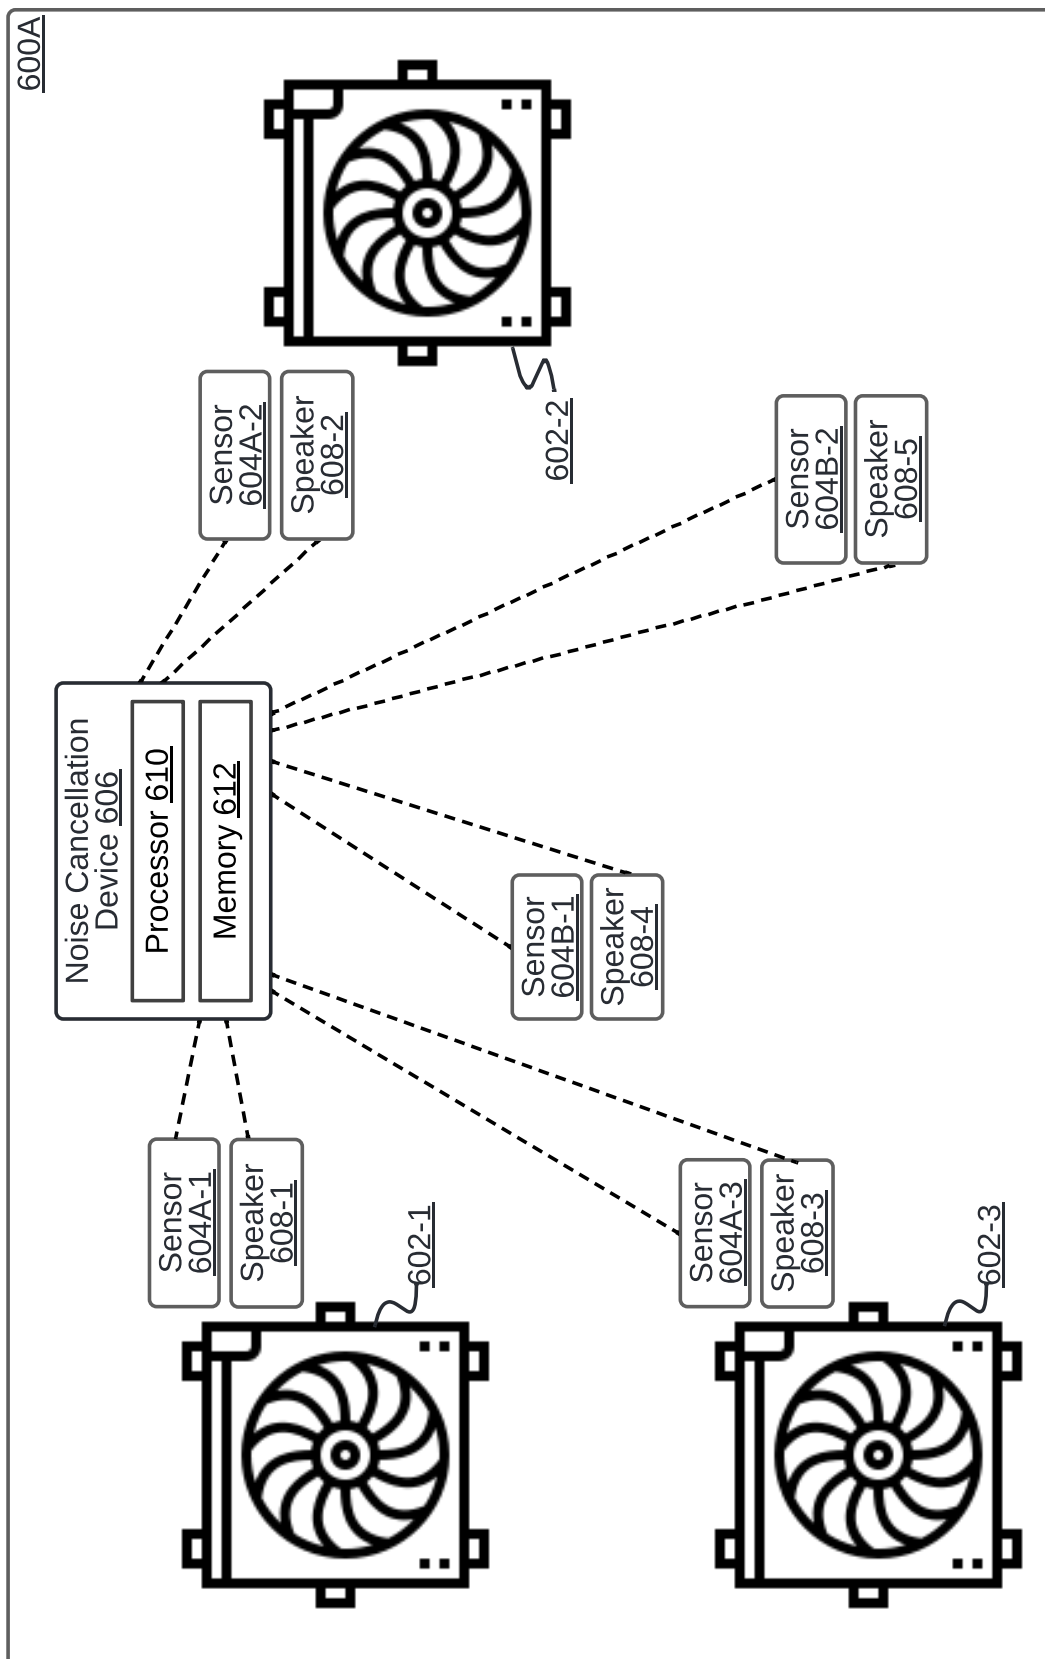 600A
Noise Cancellation
Device 606
Processor 610
Memory 612
Sensor
604A-1
Speaker
608-1
602-1
Sensor
604A-2
Speaker
608-2
602-2
Sensor
604B-1
Speaker
608-4
Sensor
604B-2
Speaker
608-5
Sensor
604A-3
Speaker
608-3
602-3